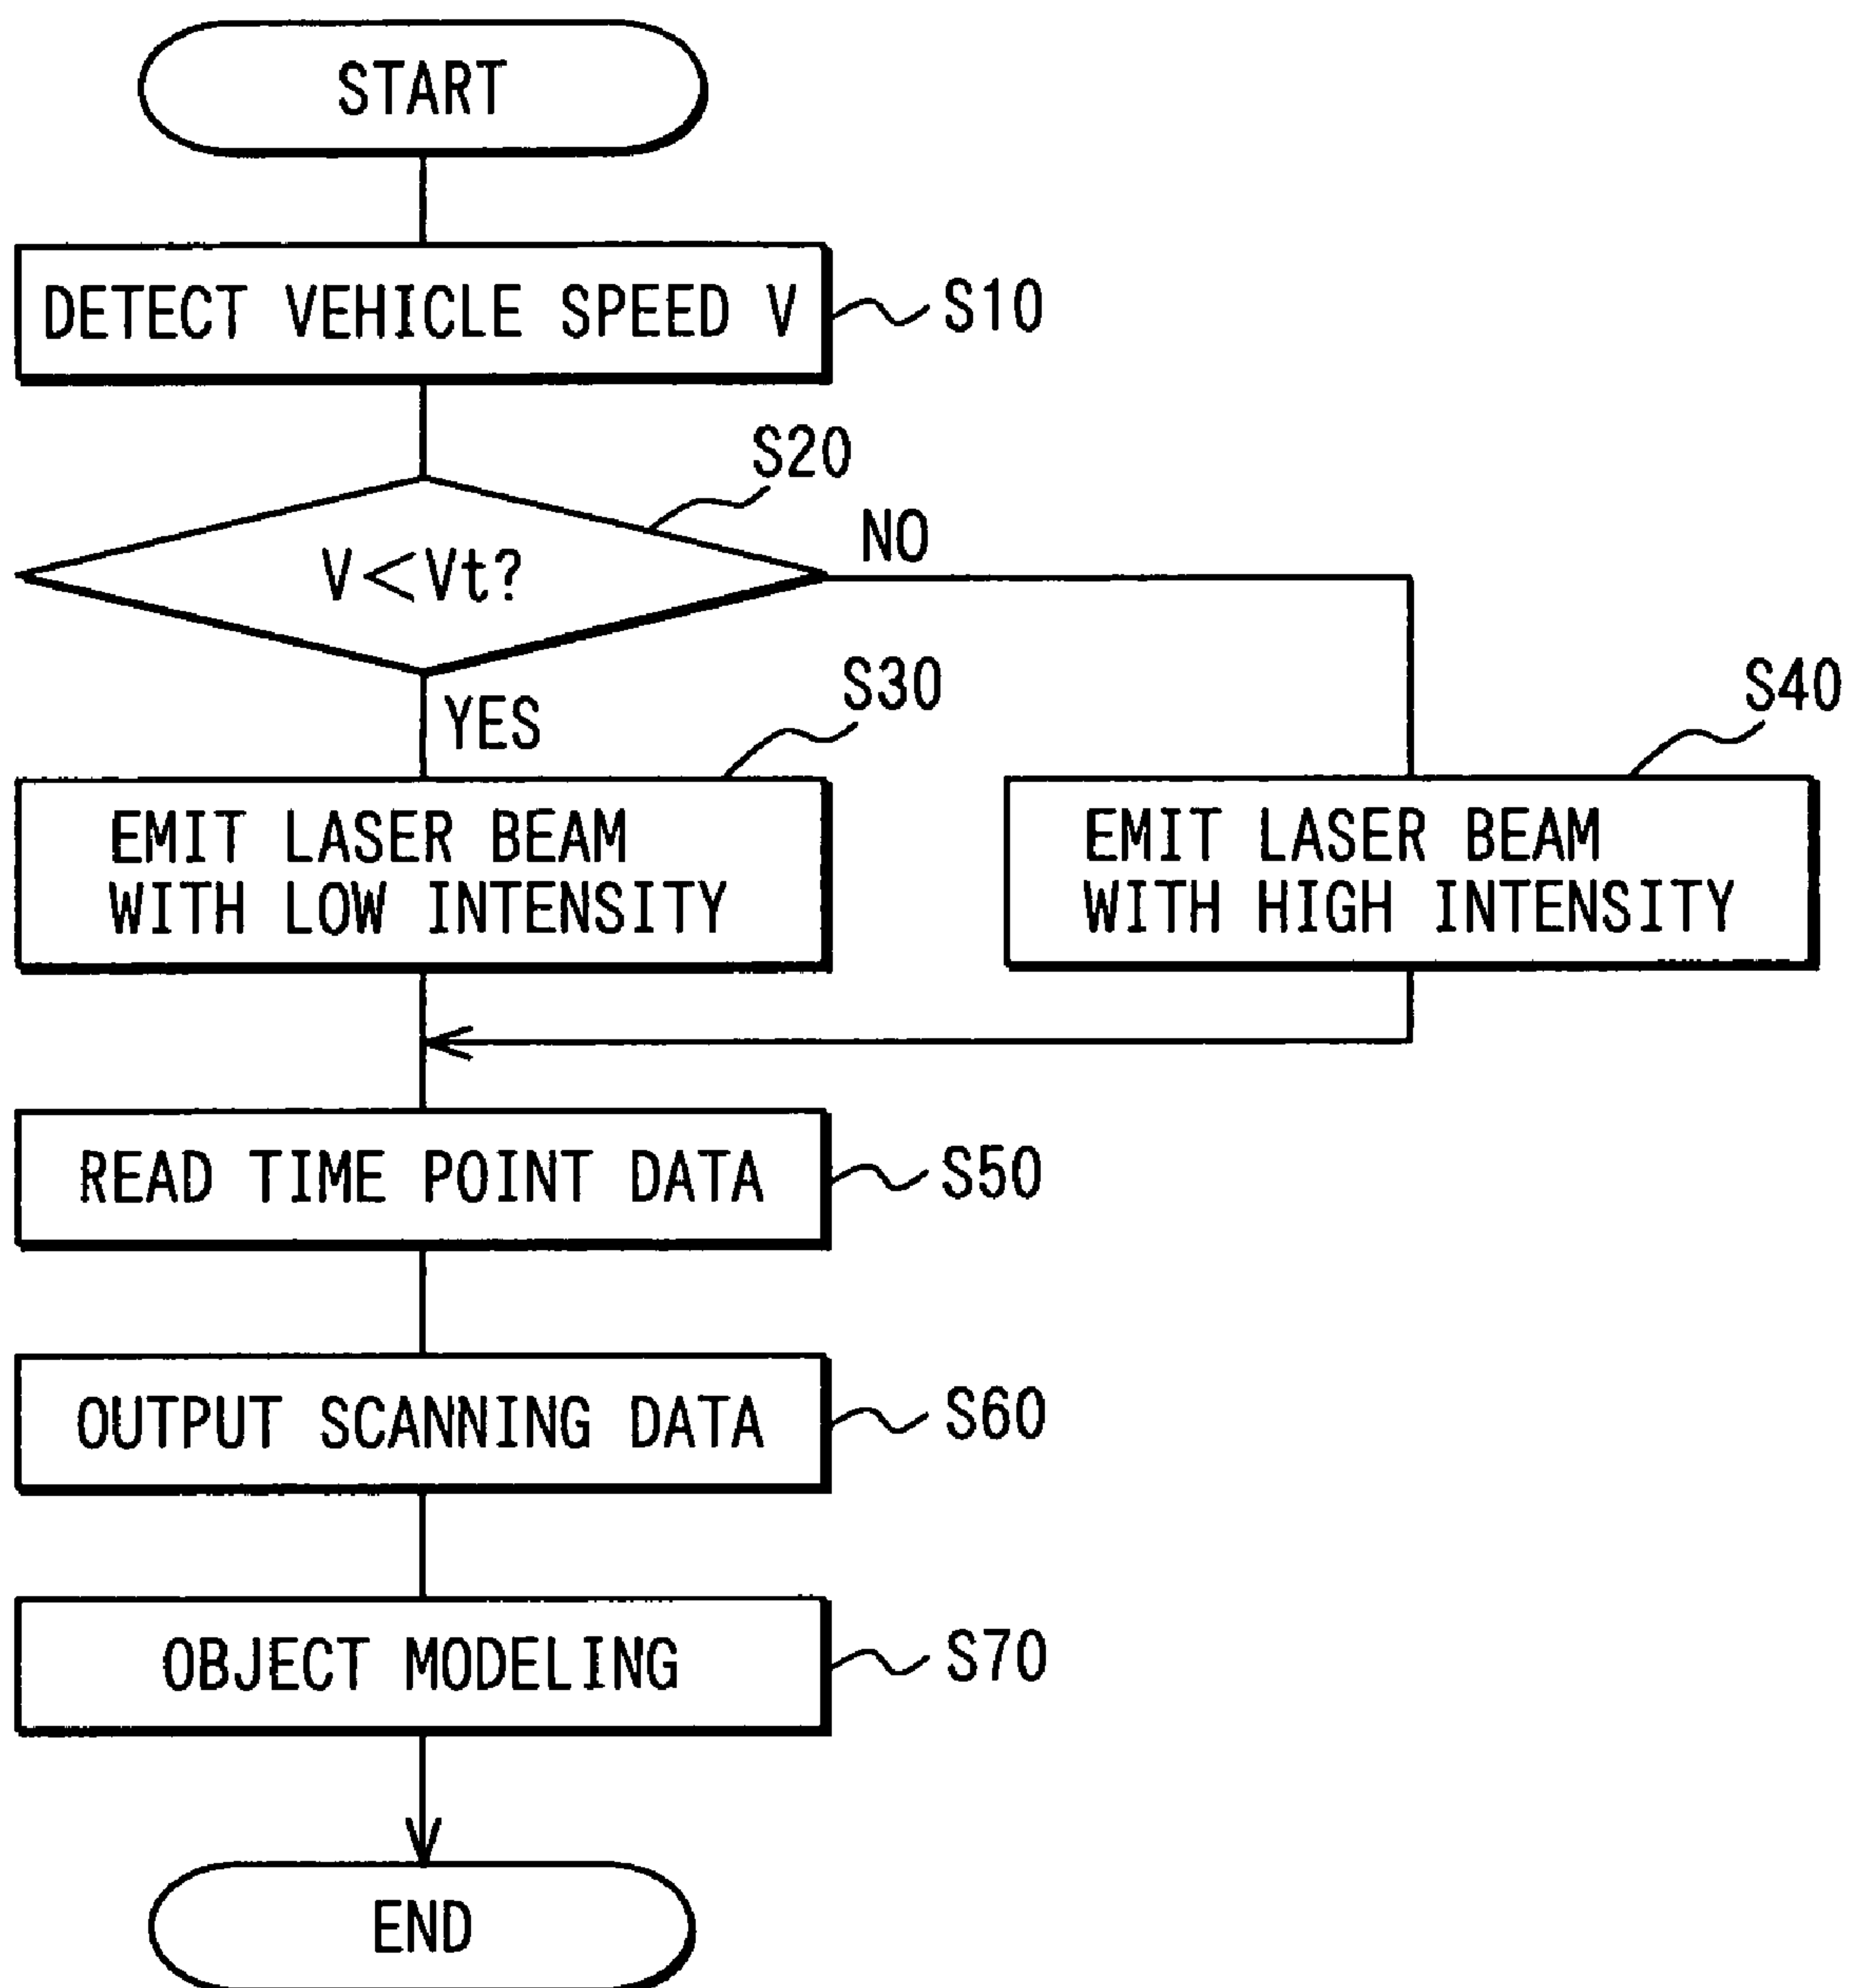 START
DETECT VEHICLE SPEED V
S10
S20
V<Vt?
NO
YES
S30
S40
EMIT LASER BEAM
WITH LOW INTENSITY
EMIT LASER BEAM
WITH HIGH INTENSITY
READ TIME POINT DATA
S50
OUTPUT SCANNING DATA
S60
OBJECT MODELING
S70
END